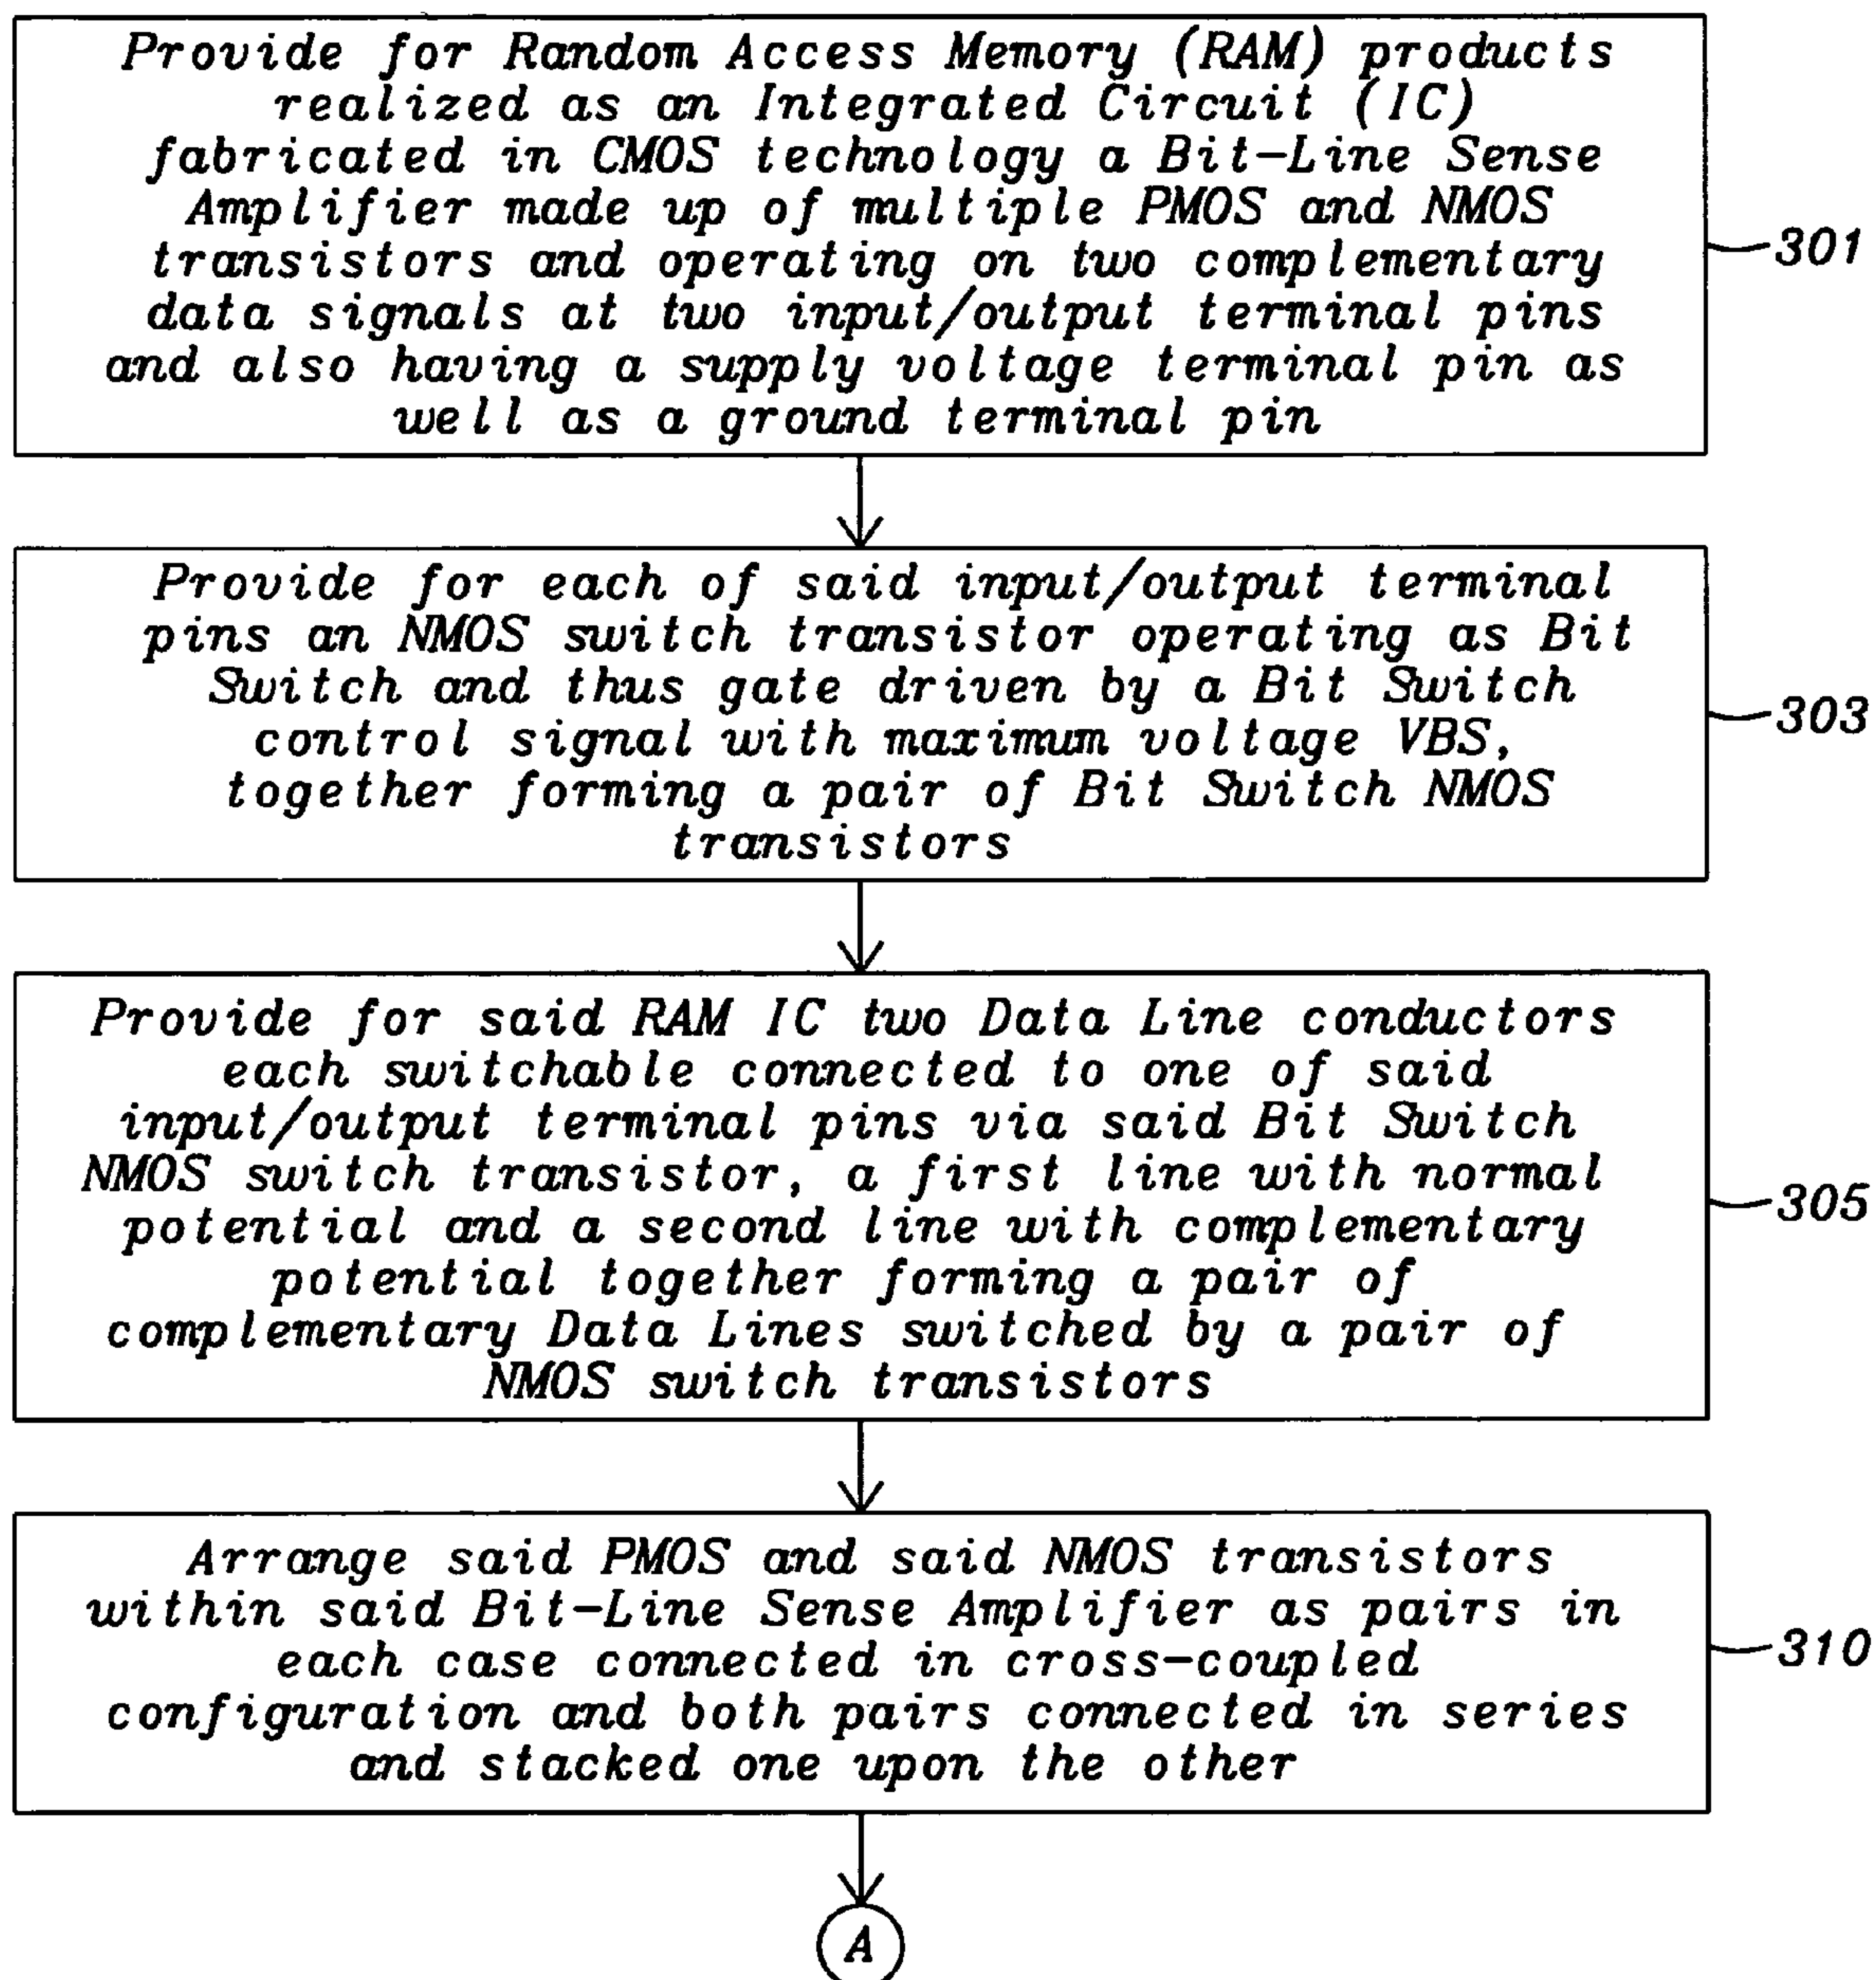 Provide for Random Access Memory (RAM) products
realized as an Integrated Circuit (IC)
fabricated in CMOS technology a Bit-Line Sense
Amplifier made up of multiple PMOS and NMOS
transistors and operating on two complementary
data signals at two input/output terminal pins
and also having a supply voltage terminal pin as
well as a ground terminal pin
301
Provide for each of said input/output terminal
pins an NMOS switch transistor operating as Bit
Switch and thus gate driven by a Bit Switch
control signal with maximum voltage VBS,
together forming a pair of Bit Switch NMOS
transistors
303
Provide for said RAM IC two Data Line conductors
each switchable connected to one of said
input/output terminal pins via said Bit Switch
NMOS switch transistor, a first line with normal
potential and a second line with complementary
potential together forming a pair of
complementary Data Lines switched by a pair of
NMOS switch transistors
305
Arrange said PMOS and said NMOS transistors
within said Bit-Line Sense Amplifier as pairs in
each case connected in cross-coupled
configuration and both pairs connected in series
and stacked one upon the other
310
A